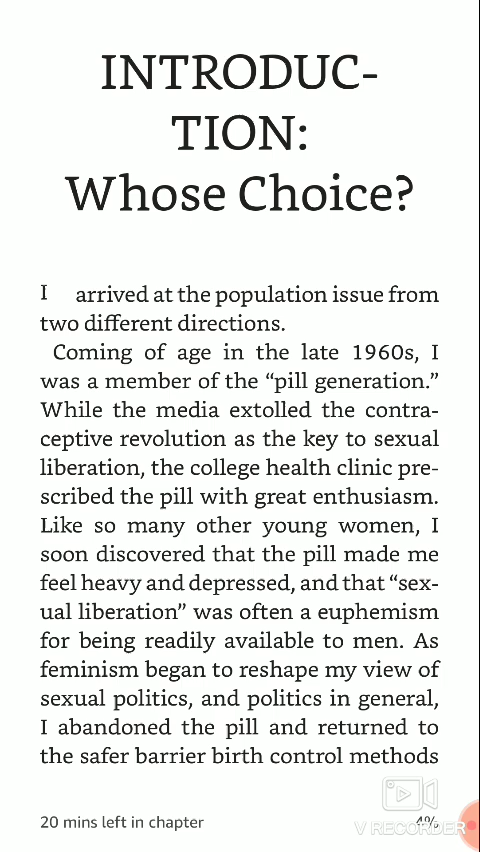 INTRODUC-
TION:
Whose Choice?
I arrived at the population issue from
two different directions.
Coming of age in the late 1960s, I
was a member of the “pill generation.”
While the media extolled the contra-
ceptive revolution as the key to sexual
liberation, the college health clinic pre-
scribed the pill with great enthusiasm.
Like so many other young women, I
soon discovered that the pill made me
feel heavy and depressed, and that “sex-
ual liberation” was often a euphemism
for being readily available to men. As
feminism began to reshape my view of
sexual politics, and politics in general,
I abandoned the pill and returned to
the safer barrier birth control methods
20 mins left in chapter 4%
V RECORDER